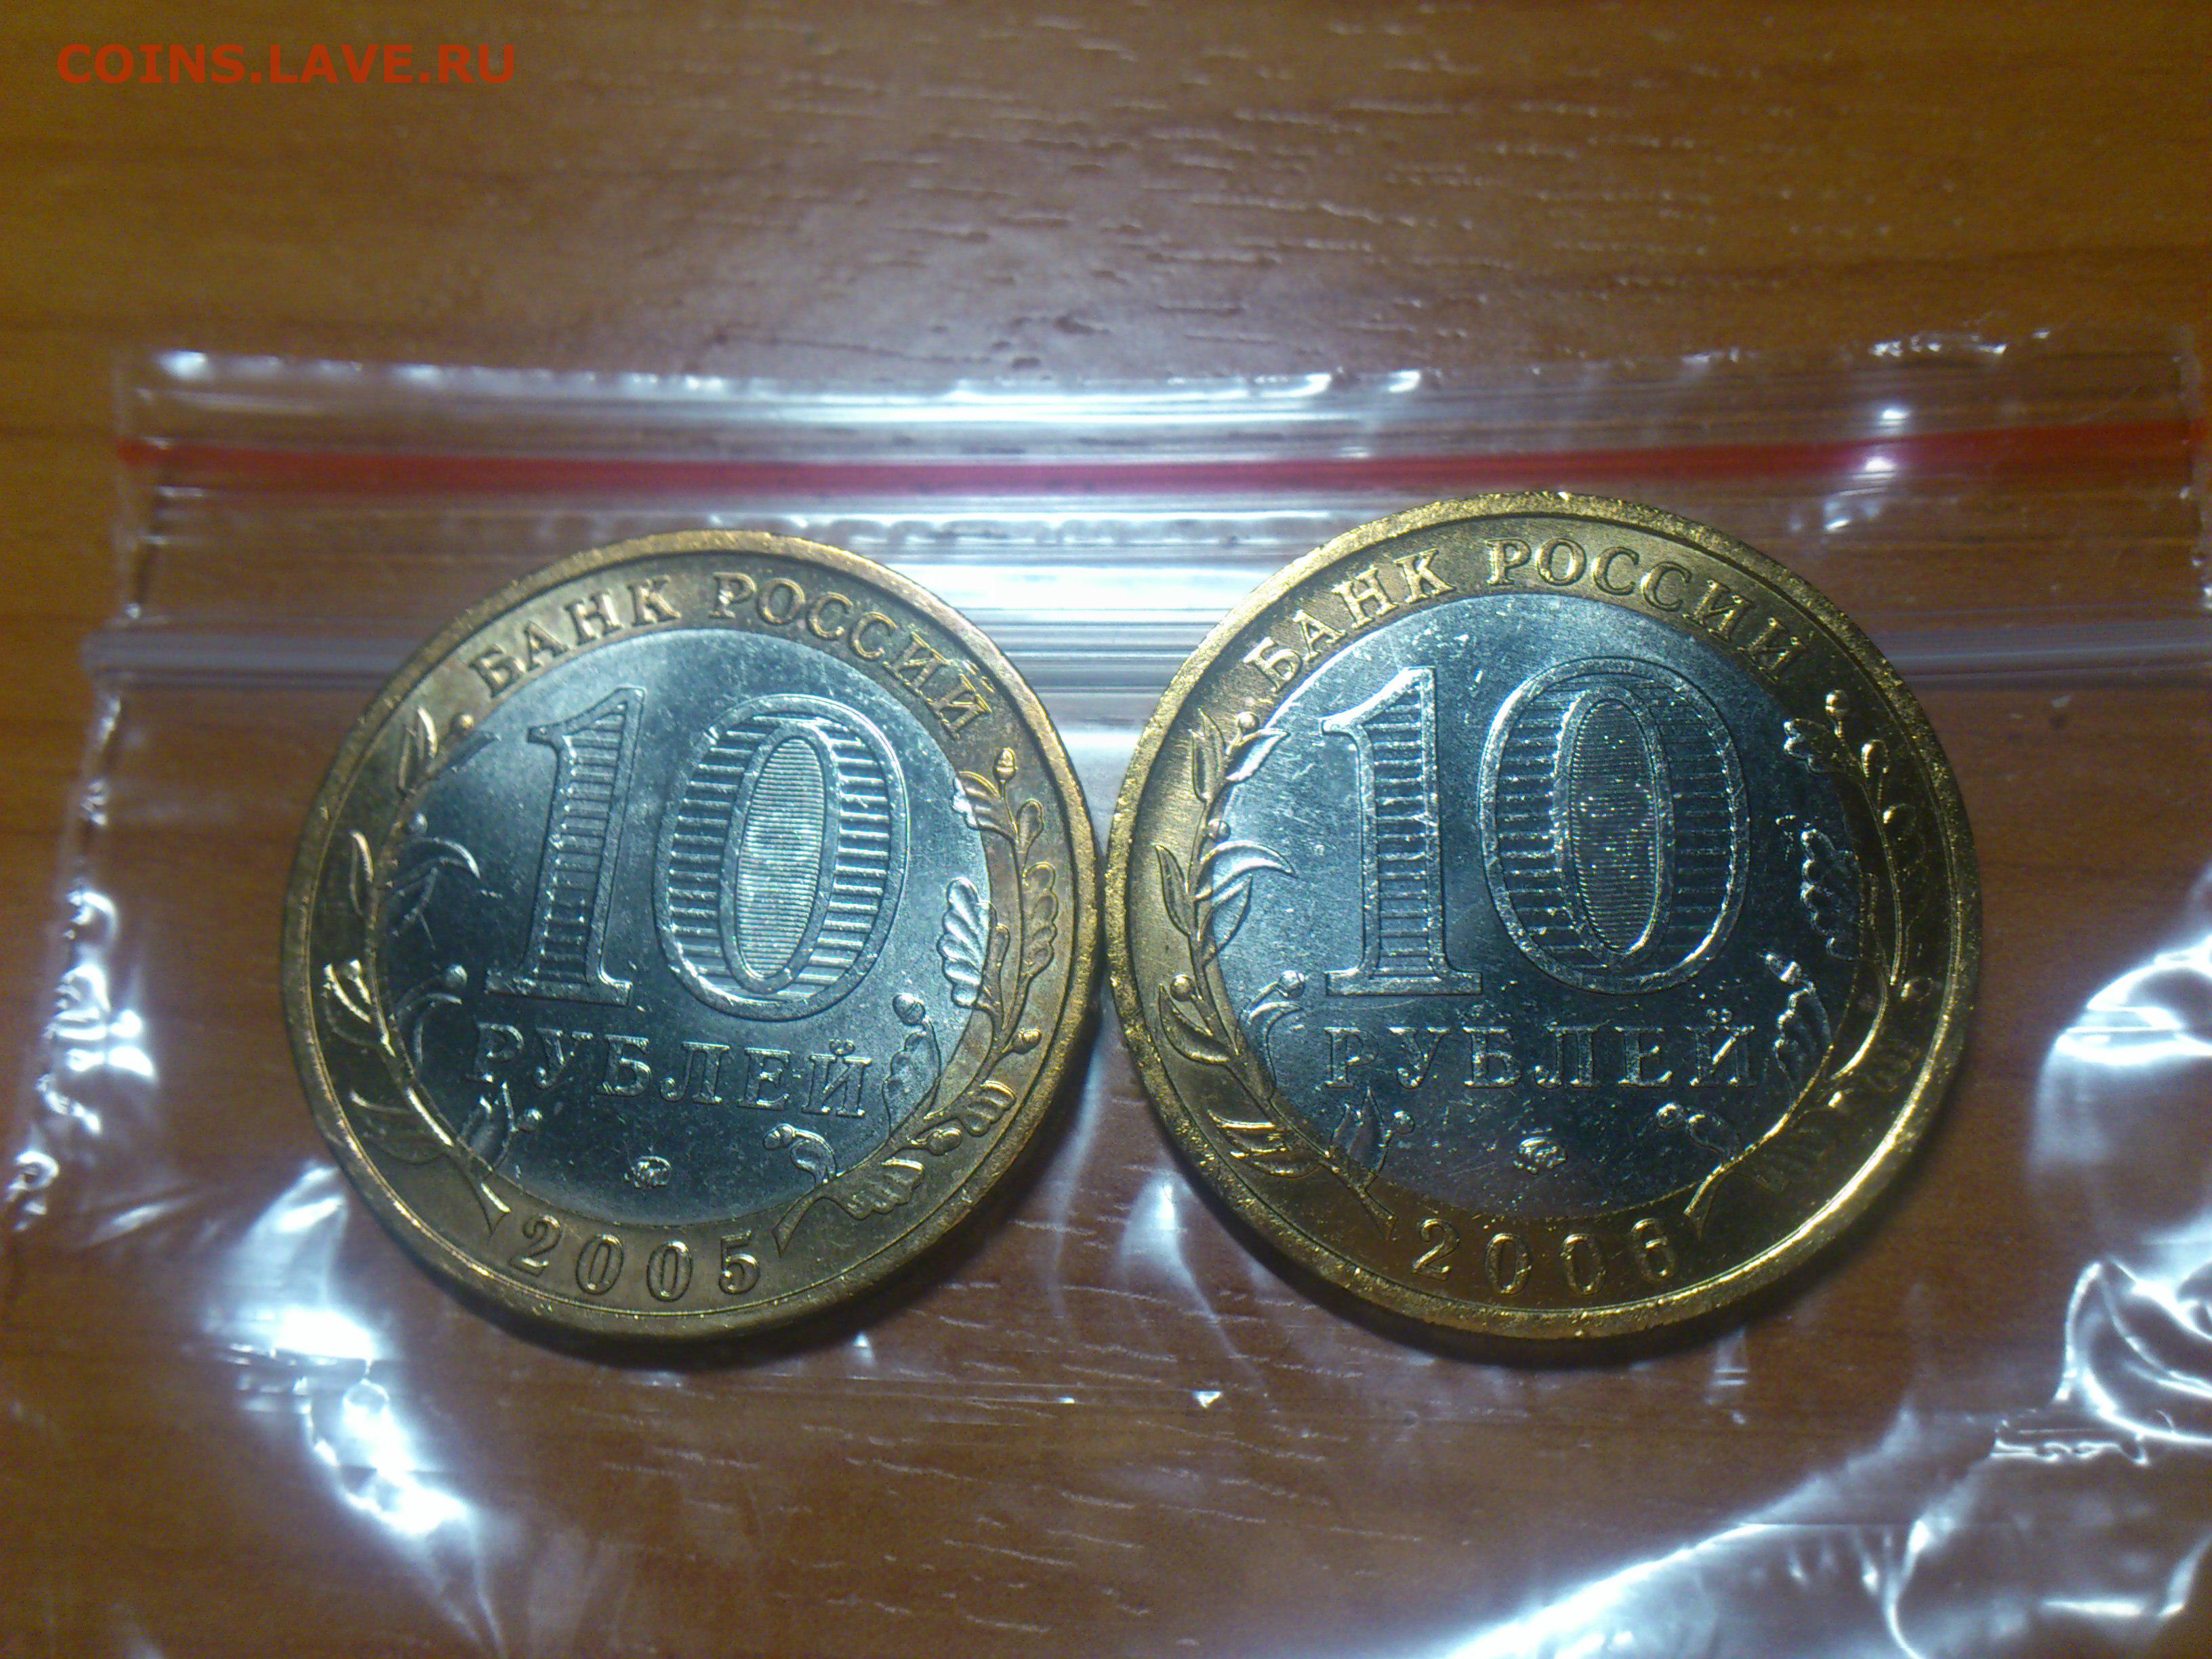 COINS.LAVE.RU
БАНК РОССИИ
10
РУБЛЕЙ
2005
БАНК РОССИИ
10
РУБЛЕЙ
2006